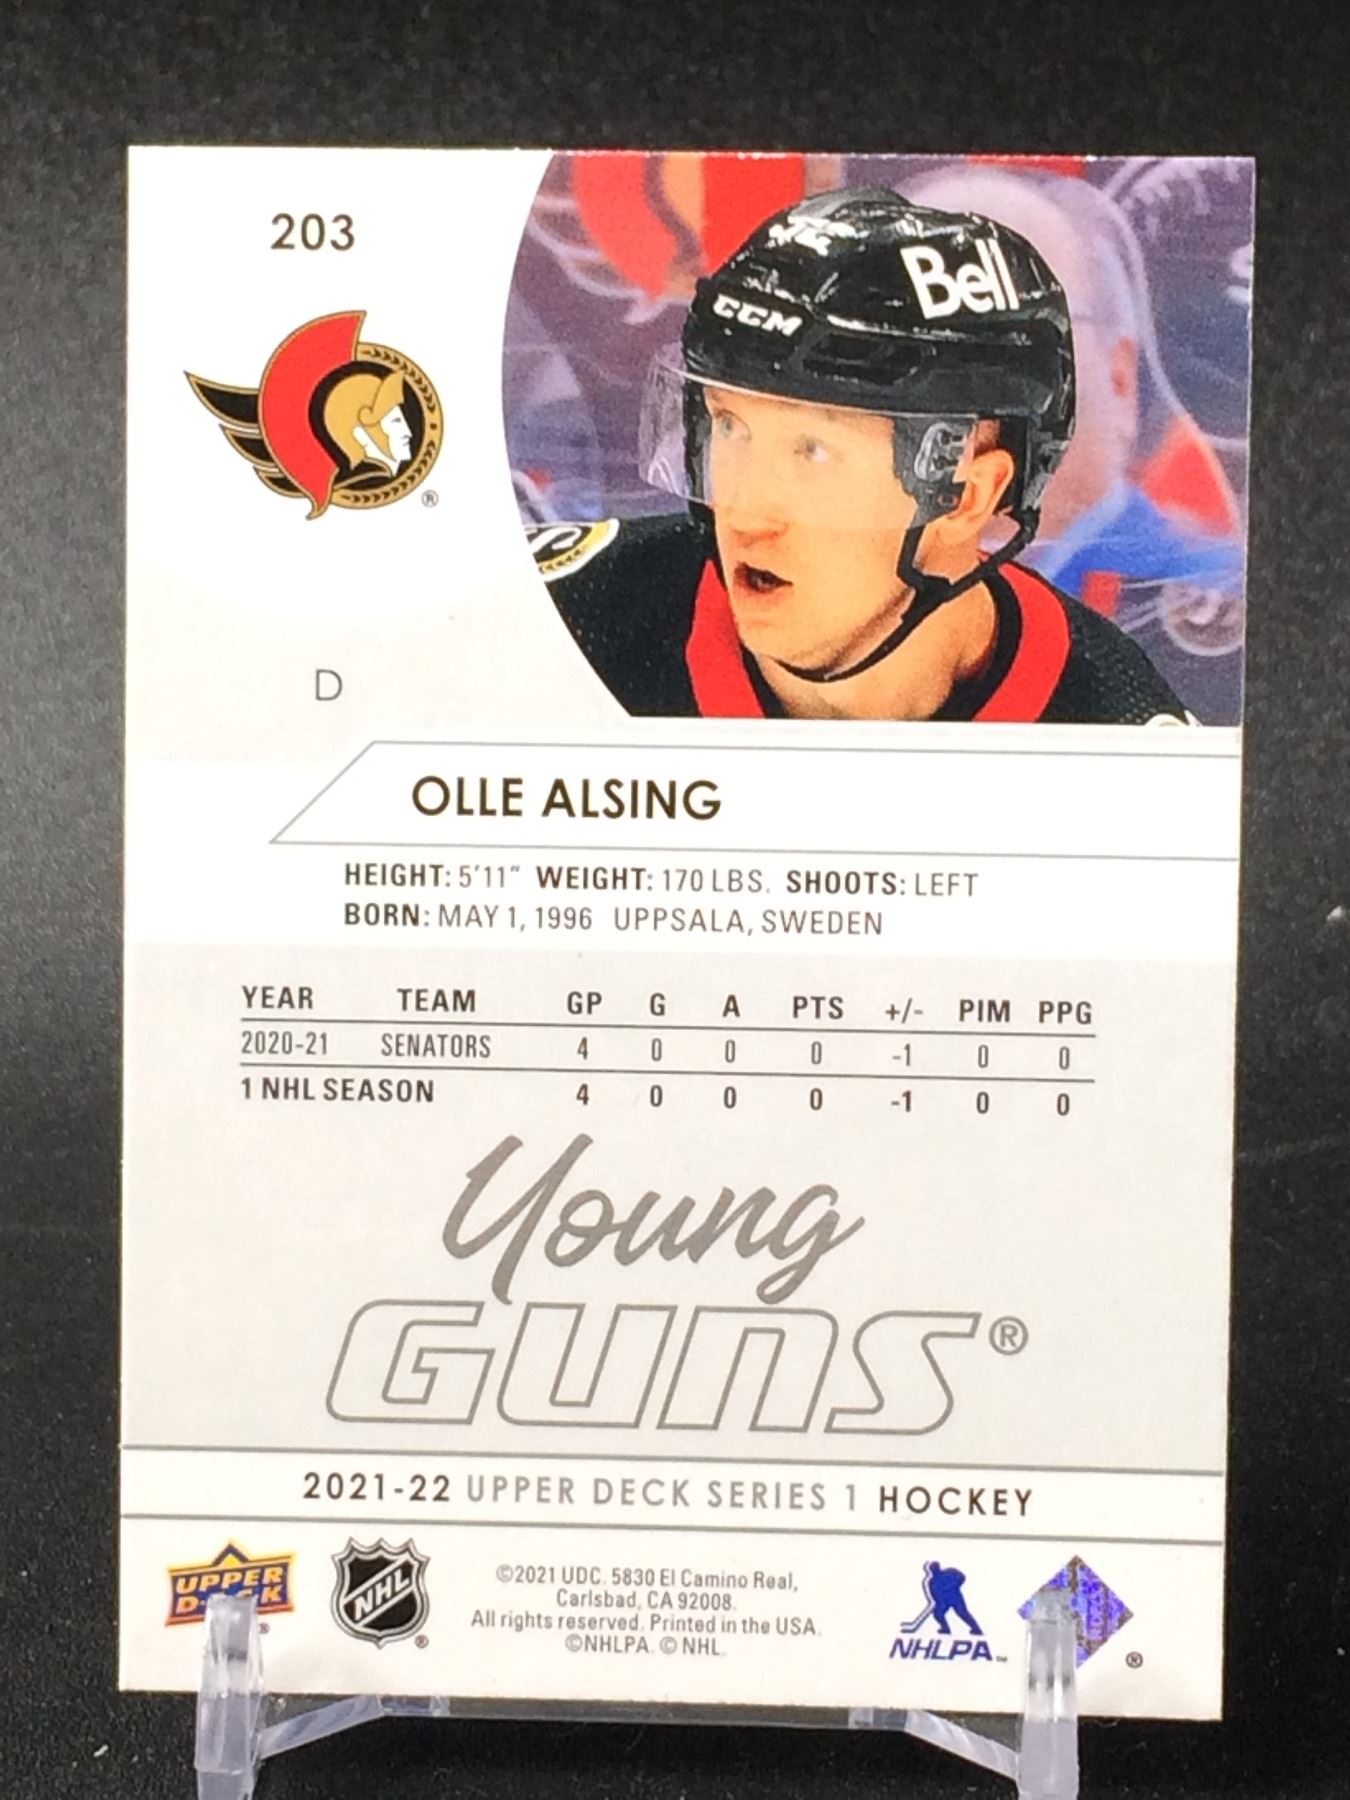 203
Bell
CCM
®
D
OLLE ALSING
HEIGHT: 5'11" WEIGHT: 170 LBS. SHOOTS: LEFT
BORN: MAY 1, 1996 UPPSALA, SWEDEN
YEAR TEAM GP G A PTS +/- PIM PPG
2020-21 SENATORS 4 0 0 0 -1 0 0
1 NHL SEASON 4 0 0 0 -1 0 0
Young
GUNS®
2021-22 UPPER DECK SERIES 1 HOCKEY
UPPER
®
NHL
®
©2021 UDC. 5830 El Camino Real,
Carlsbad, CA 92008.
All rights reserved. Printed in the USA.
©NHLPA. © NHL.
NHLPA™
®